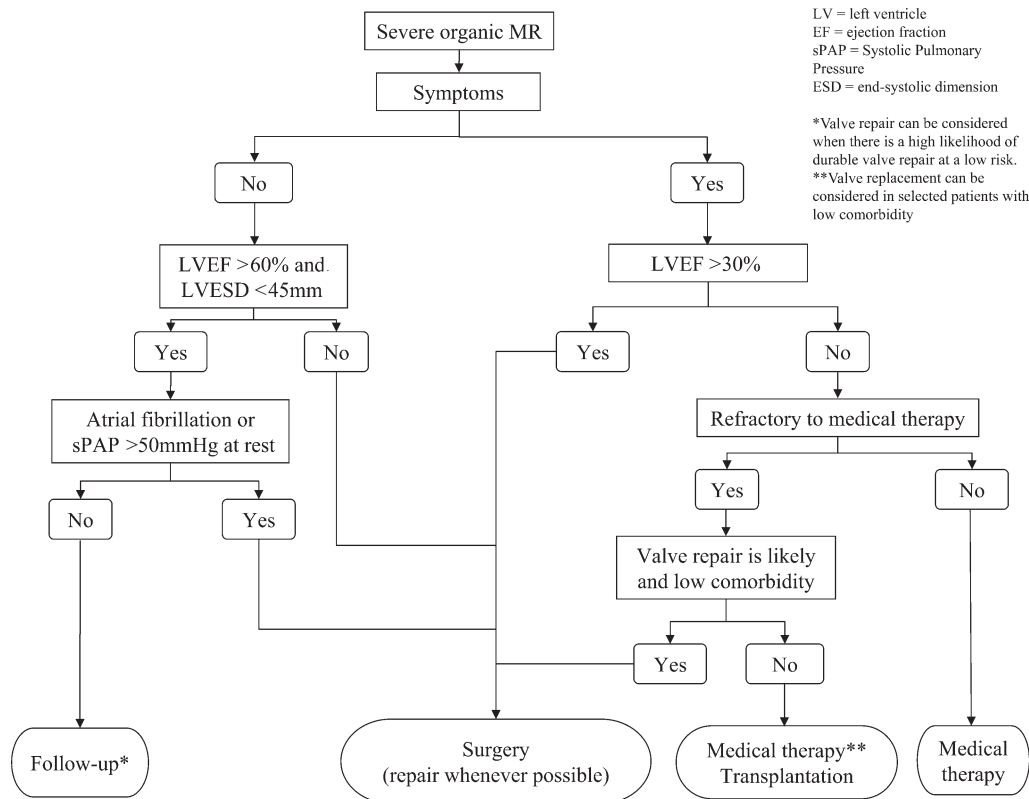 Severe organic MR
Symptoms
No
Yes
LVEF >60% and.
LVESD <45mm
LVEF >30%
Yes
No
Yes
No
Atrial fibrillation or
sPAP >50mmHg at rest
Refractory to medical therapy
No
Yes
Yes
No
Valve repair is likely
and low comorbidity
Yes
No
Follow-up*
Surgery
(repair whenever possible)
Medical therapy**
Transplantation
Medical
therapy
LV = left ventricle
EF = ejection fraction
sPAP = Systolic Pulmonary
Pressure
ESD = end-systolic dimension
*Valve repair can be considered
when there is a high likelihood of
durable valve repair at a low risk.
**Valve replacement can be
considered in selected patients with
low comorbidity